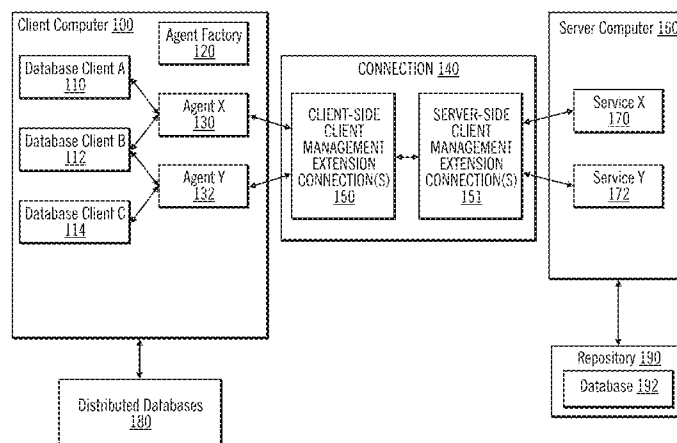 Client Computer 100
Agent Factory
120
Database Client A
110
Agent X
130
Database Client B
112
Agent Y
132
Database Client C
114
CONNECTION 140
CLIENT-SIDE
CLIENT
MANAGEMENT
EXTENSION
CONNECTION(S)
150
SERVER-SIDE
CLIENT
MANAGEMENT
EXTENSION
CONNECTION(S)
151
Server Computer 160
Service X
170
Service Y
172
Distributed Databases
180
Repository 190
Database 192